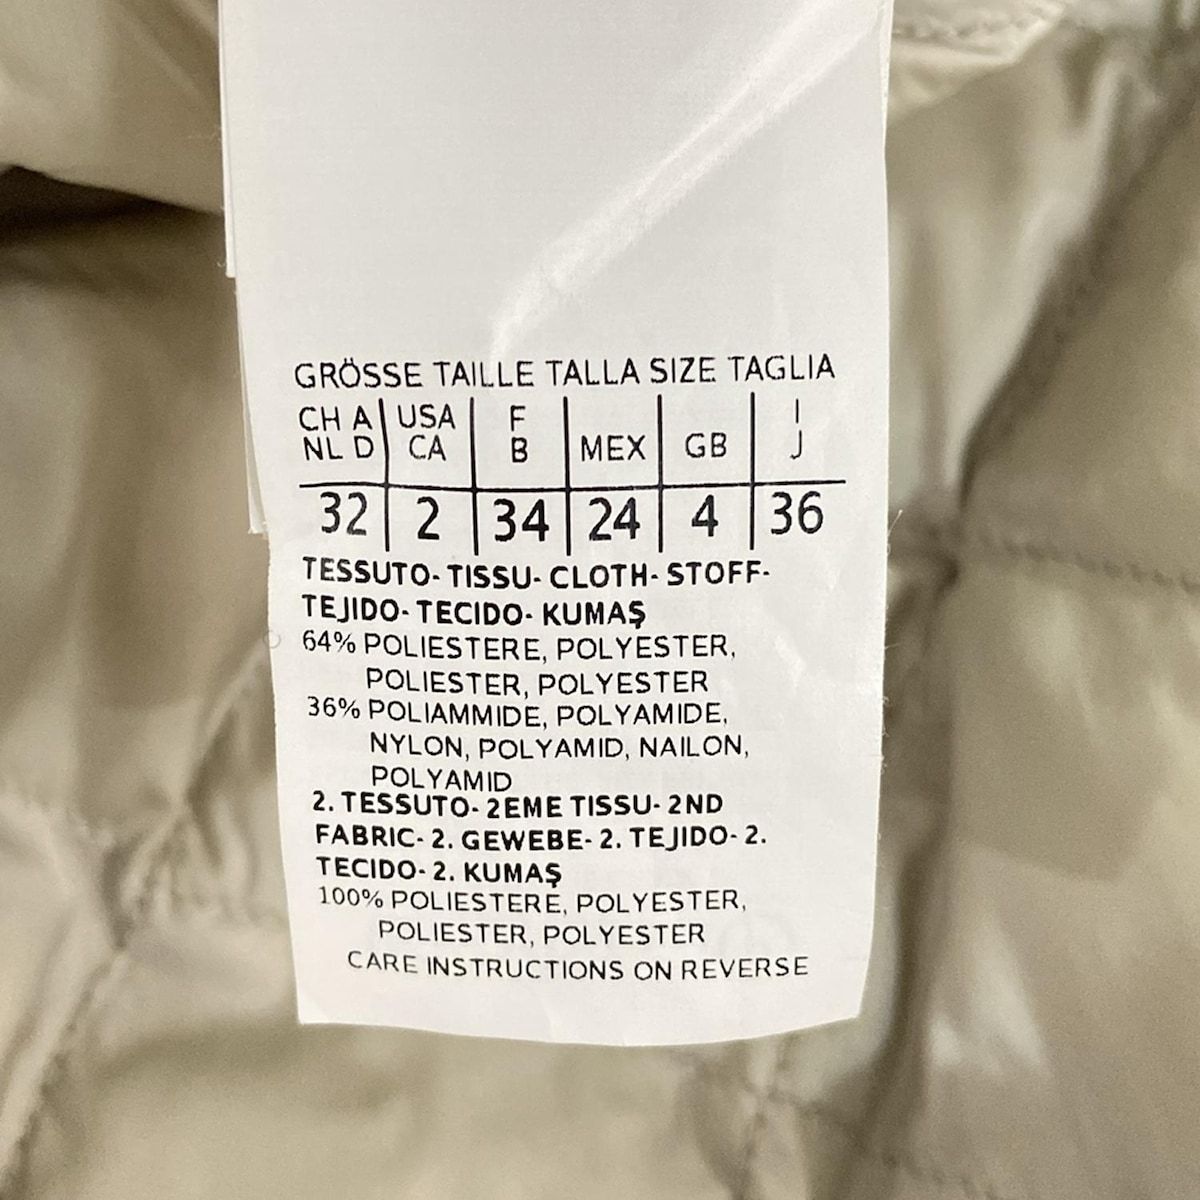 GRÖSSE TAILLE TALLA SIZE TAGLIA
CH A USA F I
NL D CA B MEX GB J
32 2 34 24 4 36
TESSUTO- TISSU- CLOTH- STOFF-
TEJIDO- TECIDO- KUMAŞ
64% POLIESTERE, POLYESTER,
POLIESTER, POLYESTER
36% POLIAMMIDE, POLYAMIDE,
NYLON, POLYAMID, NAILON,
POLYAMID
2. TESSUTO- 2EME TISSU- 2ND
FABRIC- 2. GEWEBE- 2. TEJIDO- 2.
TECIDO- 2. KUMAŞ
100% POLIESTERE, POLYESTER,
POLIESTER, POLYESTER
CARE INSTRUCTIONS ON REVERSE